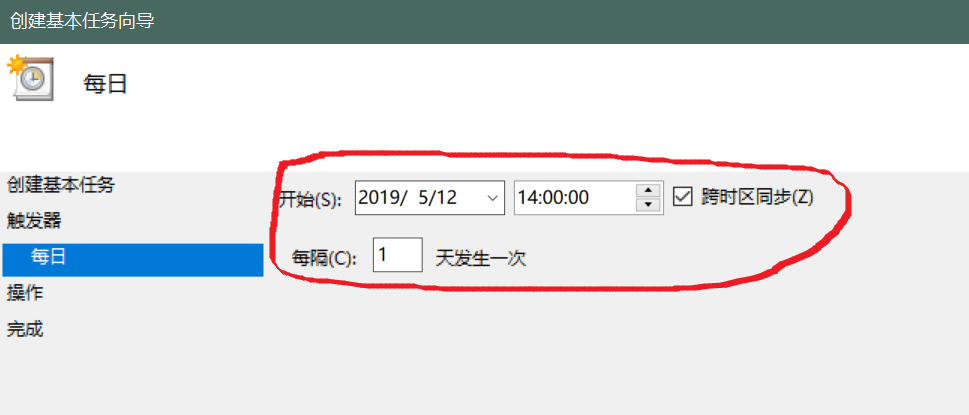 创建基本任务向导
每日
创建基本任务
触发器
每日
操作
完成
开始(S): 2019/ 5/12 14:00:00 跨时区同步(Z)
每隔(C): 1 天发生一次